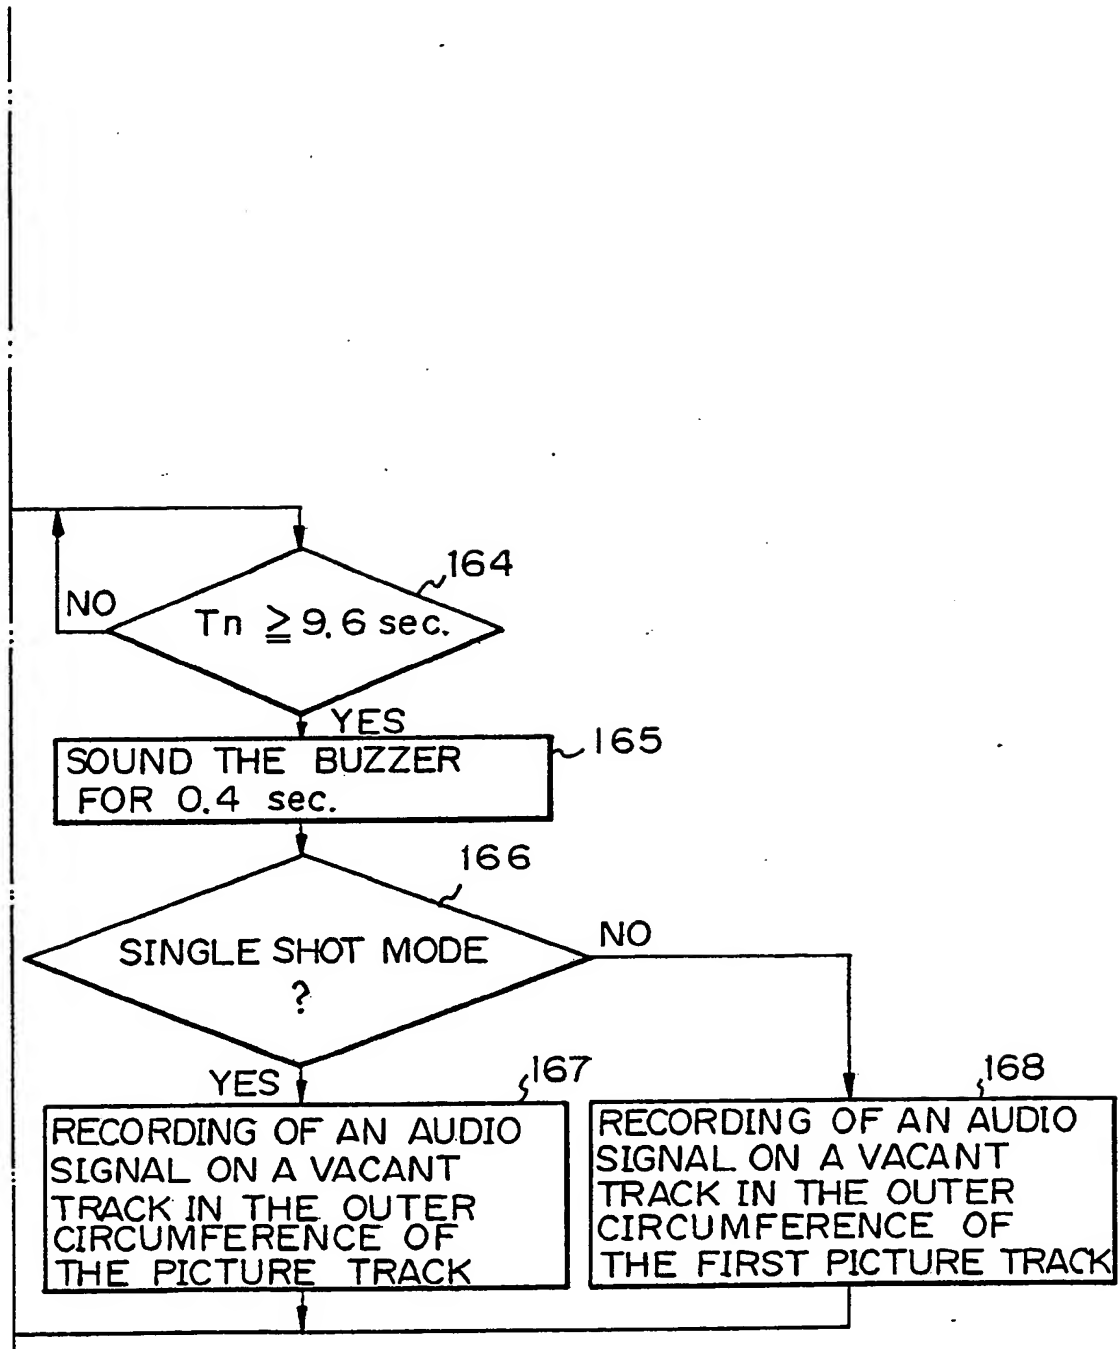 164
NO
Tn ≧ 9.6 sec.
YES
165
SOUND THE BUZZER
FOR 0.4 sec.
166
SINGLE SHOT MODE
?
NO
YES
167
168
RECORDING OF AN AUDIO
SIGNAL ON A VACANT
TRACK IN THE OUTER
CIRCUMFERENCE OF
THE PICTURE TRACK
RECORDING OF AN AUDIO
SIGNAL ON A VACANT
TRACK IN THE OUTER
CIRCUMFERENCE OF
THE FIRST PICTURE TRACK